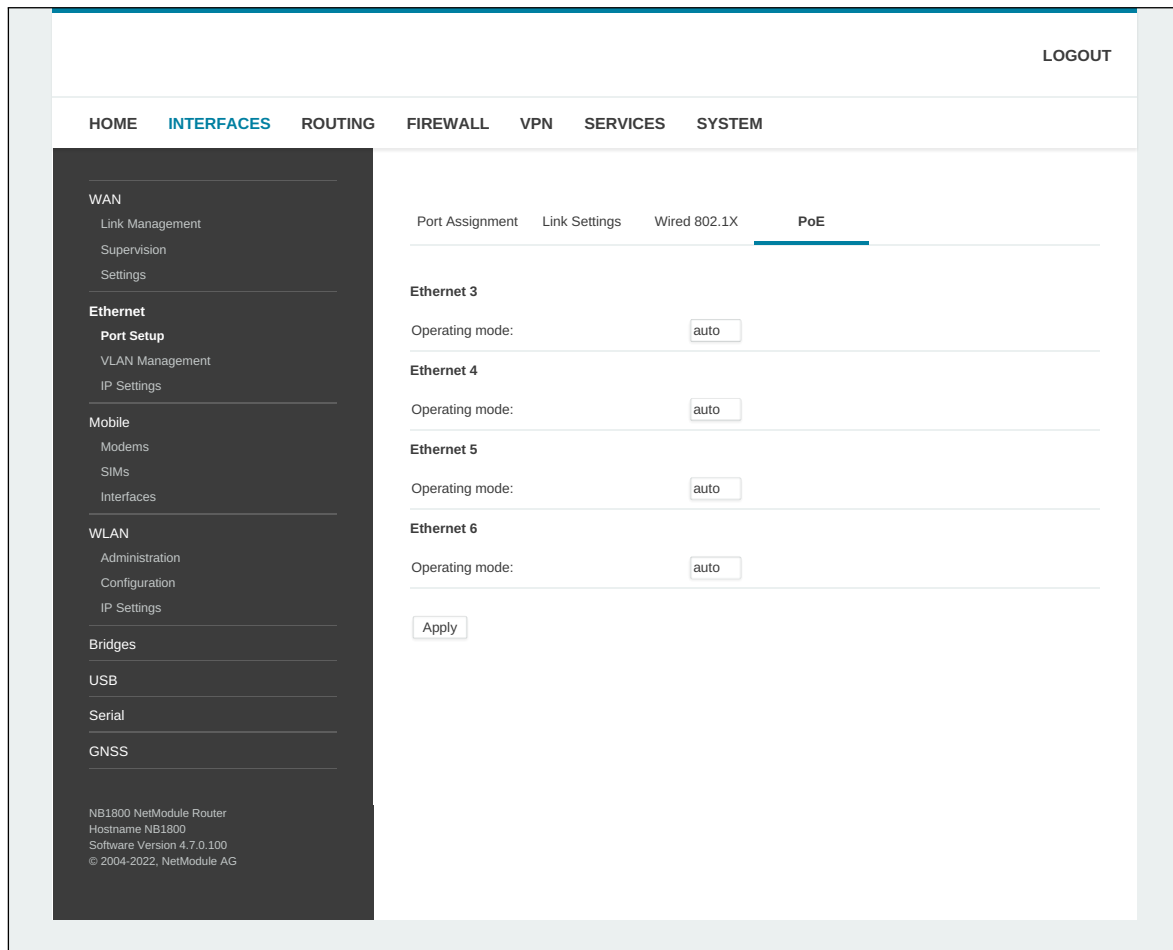 LOGOUT
HOME INTERFACES ROUTING FIREWALL VPN SERVICES SYSTEM
WAN
Link Management
Supervision
Settings
Ethernet
Port Setup
VLAN Management
IP Settings
Mobile
Modems
SIMs
Interfaces
WLAN
Administration
Configuration
IP Settings
Bridges
USB
Serial
GNSS
NB1800 NetModule Router
Hostname NB1800
Software Version 4.7.0.100
© 2004-2022, NetModule AG
Port Assignment Link Settings Wired 802.1X PoE
Ethernet 3
Operating mode: auto
Ethernet 4
Operating mode: auto
Ethernet 5
Operating mode: auto
Ethernet 6
Operating mode: auto
Apply